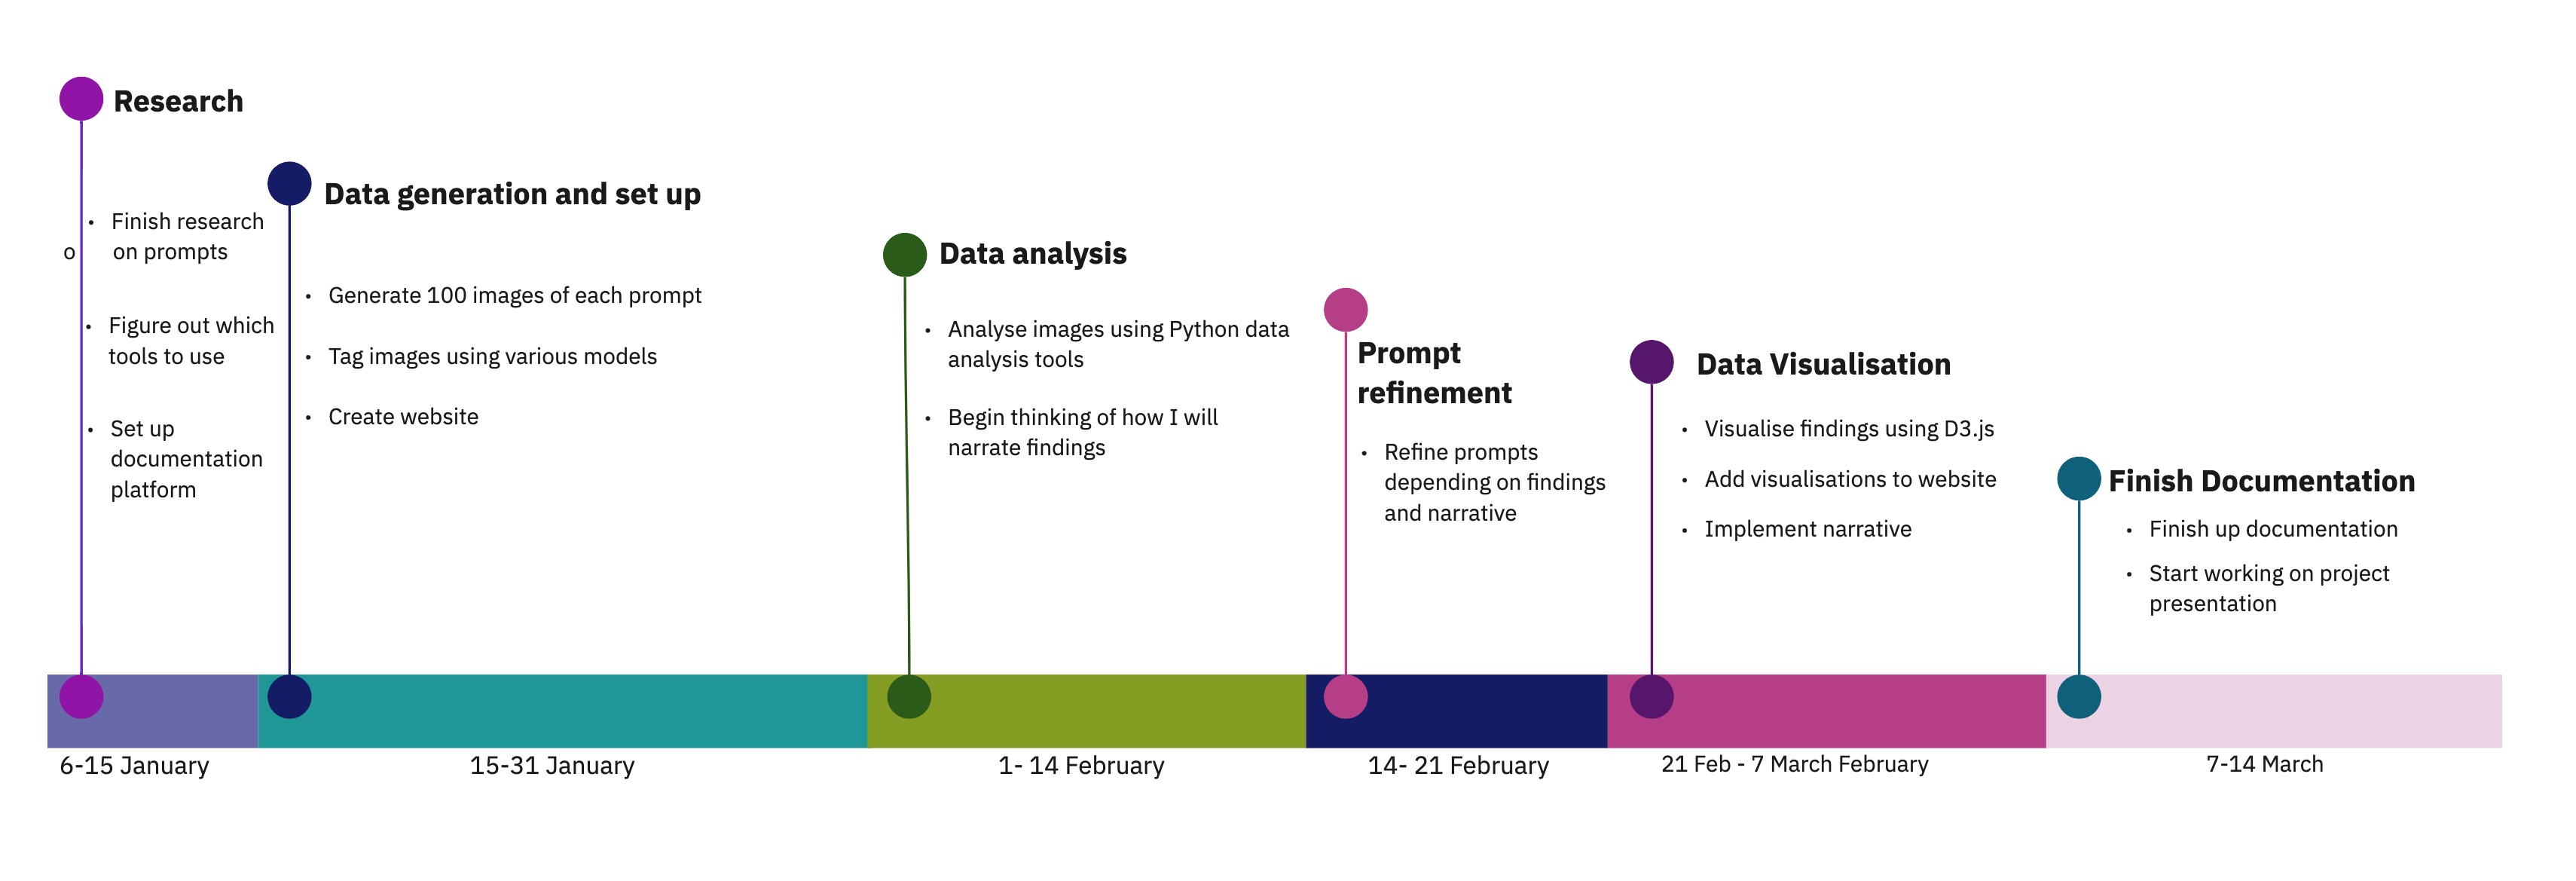 Research
• Finish research
o on prompts
• Figure out which
tools to use
• Set up
documentation
platform
Data generation and set up
• Generate 100 images of each prompt
• Tag images using various models
• Create website
Data analysis
• Analyse images using Python data
analysis tools
• Begin thinking of how I will
narrate findings
Prompt
refinement
• Refine prompts
depending on findings
and narrative
Data Visualisation
• Visualise findings using D3.js
• Add visualisations to website
• Implement narrative
Finish Documentation
• Finish up documentation
• Start working on project
presentation
6-15 January
15-31 January
1- 14 February
14- 21 February
21 Feb - 7 March February
7-14 March